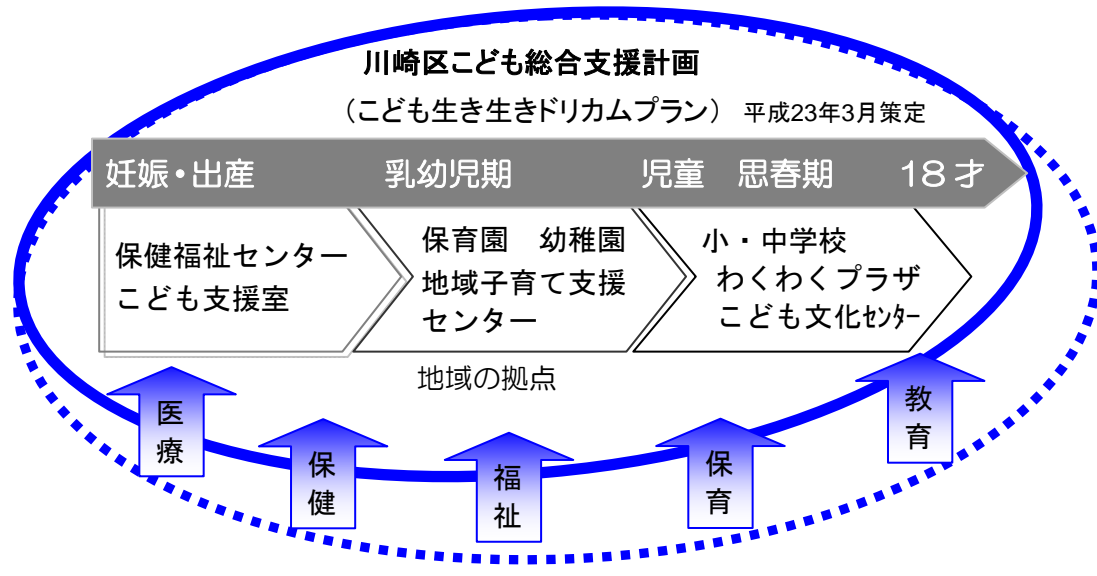 川崎区こども総合支援計画
(こども生き生きドリカムプラン) 平成23年3月策定
妊娠・出産 乳幼児期 児童 思春期 18才
保健福祉センター
こども支援室
保育園 幼稚園
地域子育て支援
センター
小・中学校
わくわくプラザ
こども文化ｾﾝﾀｰ
地域の拠点
医療
保健
福祉
保育
教育